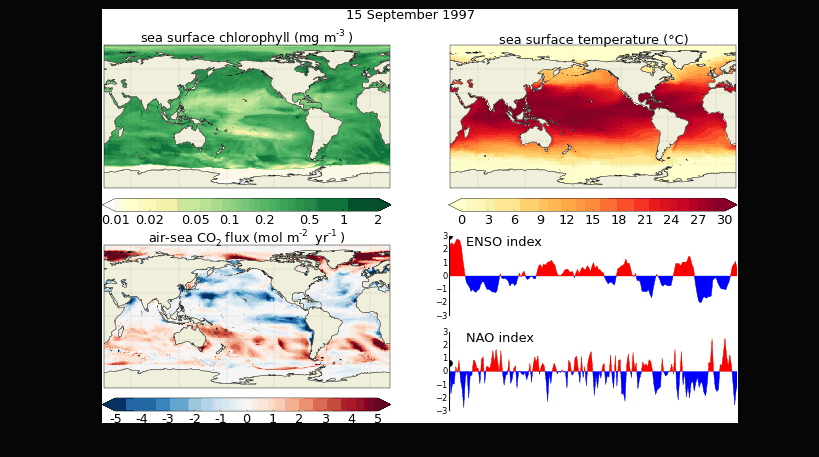 15 September 1997
sea surface chlorophyll (mg m-3 )
sea surface temperature (°C)
0.01 0.02 0.05 0.1 0.2 0.5 1 2
0 3 6 9 12 15 18 21 24 27 30
air-sea CO2 flux (mol m-2 yr-1 )
-5 -4 -3 -2 -1 0 1 2 3 4 5
ENSO index
3
2
1
0
−1
−2
−3
NAO index
3
2
1
0
−1
−2
−3